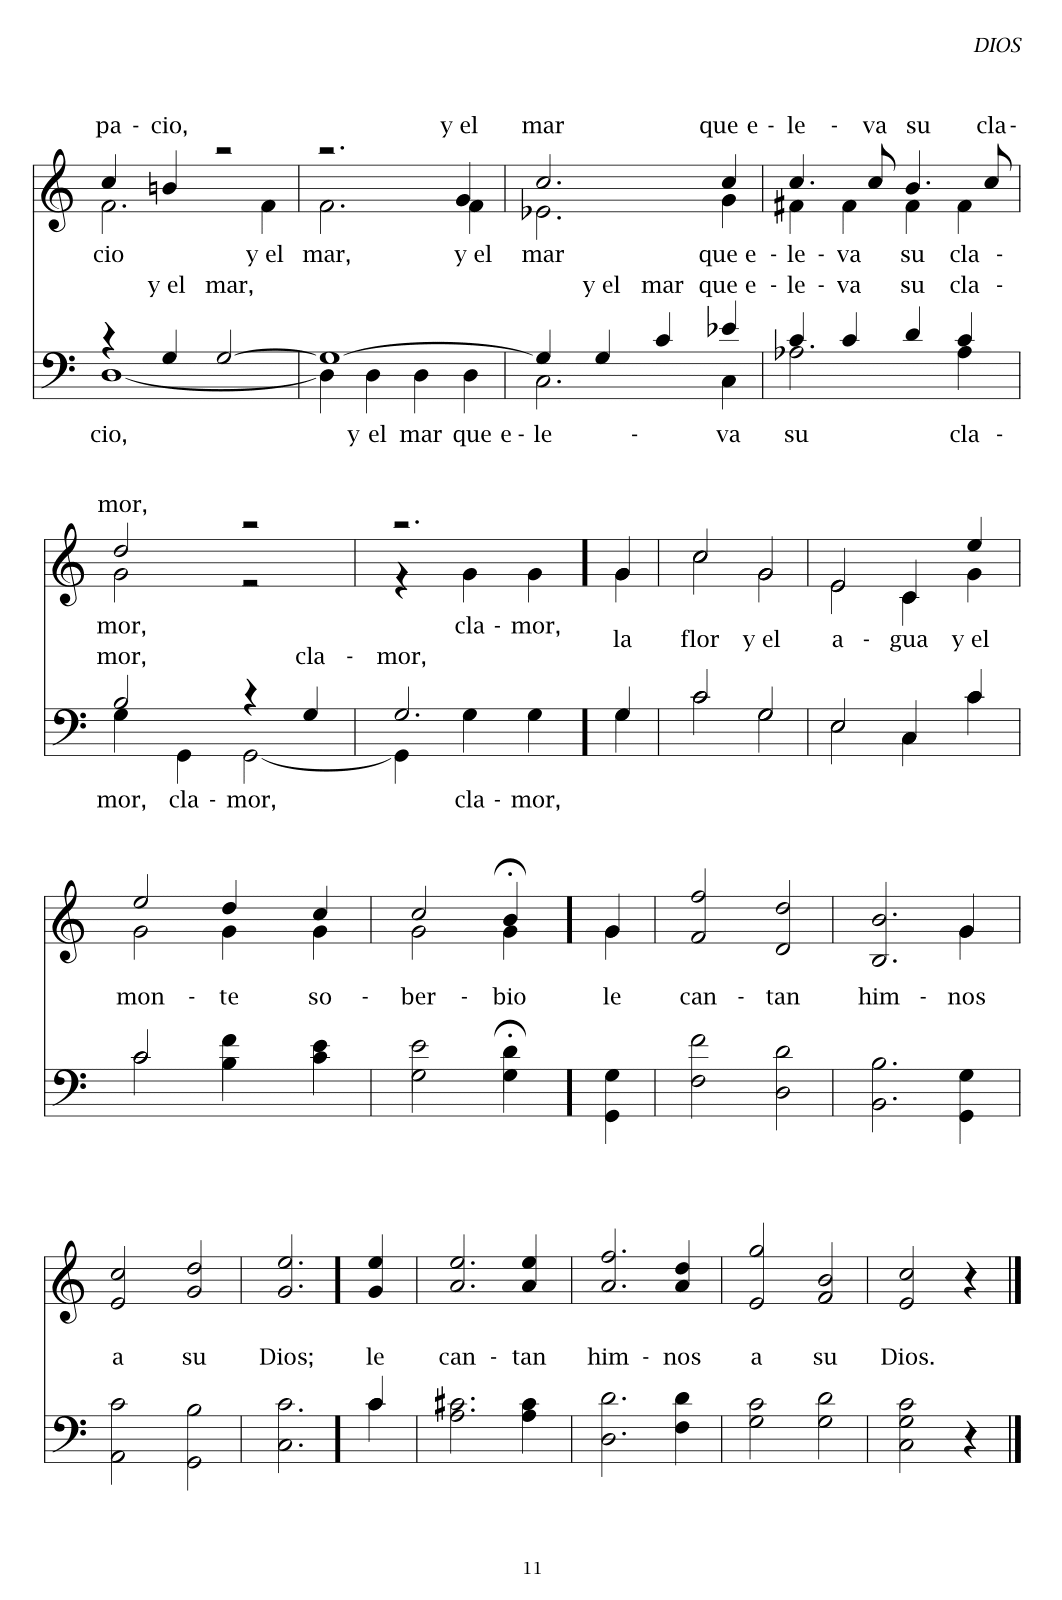 DIOS
pa - cio, y el mar que e - le - va su cla -
cio y el mar, y el mar que e - le - va su cla -
y el mar, y el mar que e - le - va su cla -
cio, y el mar que e - le - va su cla -
mor,
mor, cla - mor,
la flor y el a - gua y el
mor, cla - mor,
mor, cla - mor, cla - mor,
mon - te so - ber - bio le can - tan him - nos
a su Dios; le can - tan him - nos a su Dios.
11